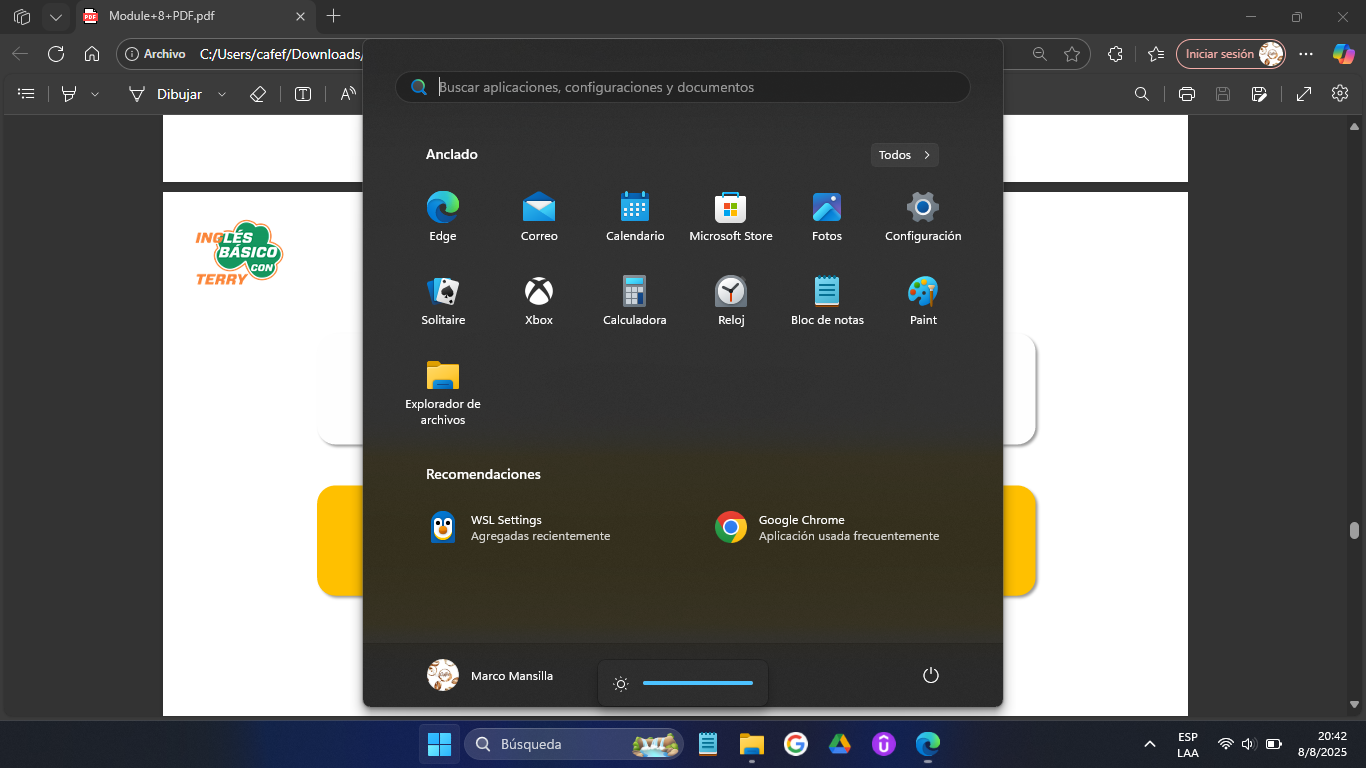 Module+8+PDF.pdf
Archivo
C:/Users/cafef/Downloads/
Iniciar sesión
Dibujar
Buscar aplicaciones, configuraciones y documentos
Anclado
Todos
Edge
Correo
Calendario
Microsoft Store
Fotos
Configuración
Solitaire
Xbox
Calculadora
Reloj
Bloc de notas
Paint
Explorador de
archivos
Recomendaciones
WSL Settings
Agregadas recientemente
Google Chrome
Aplicación usada frecuentemente
Marco Mansilla
INGLÉS
BÁSICO
CON
TERRY
Búsqueda
ESP
LAA
20:42
8/8/2025